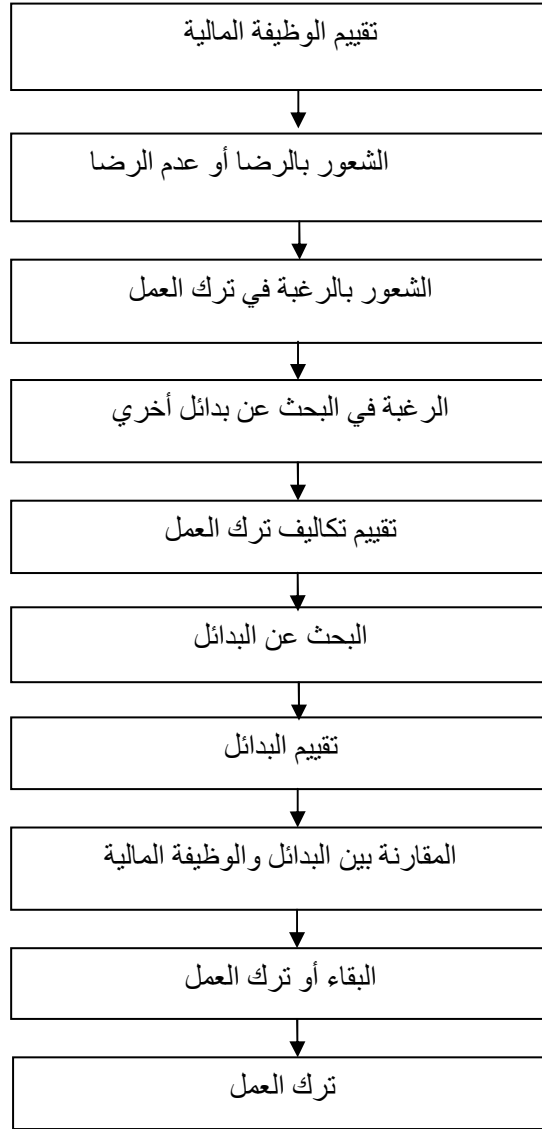 تقييم الوظيفة المالية
الشعور بالرضا أو عدم الرضا
الشعور بالرغبة في ترك العمل
الرغبة في البحث عن بدائل أخري
تقييم تكاليف ترك العمل
البحث عن البدائل
تقييم البدائل
المقارنة بين البدائل والوظيفة المالية
البقاء أو ترك العمل
ترك العمل